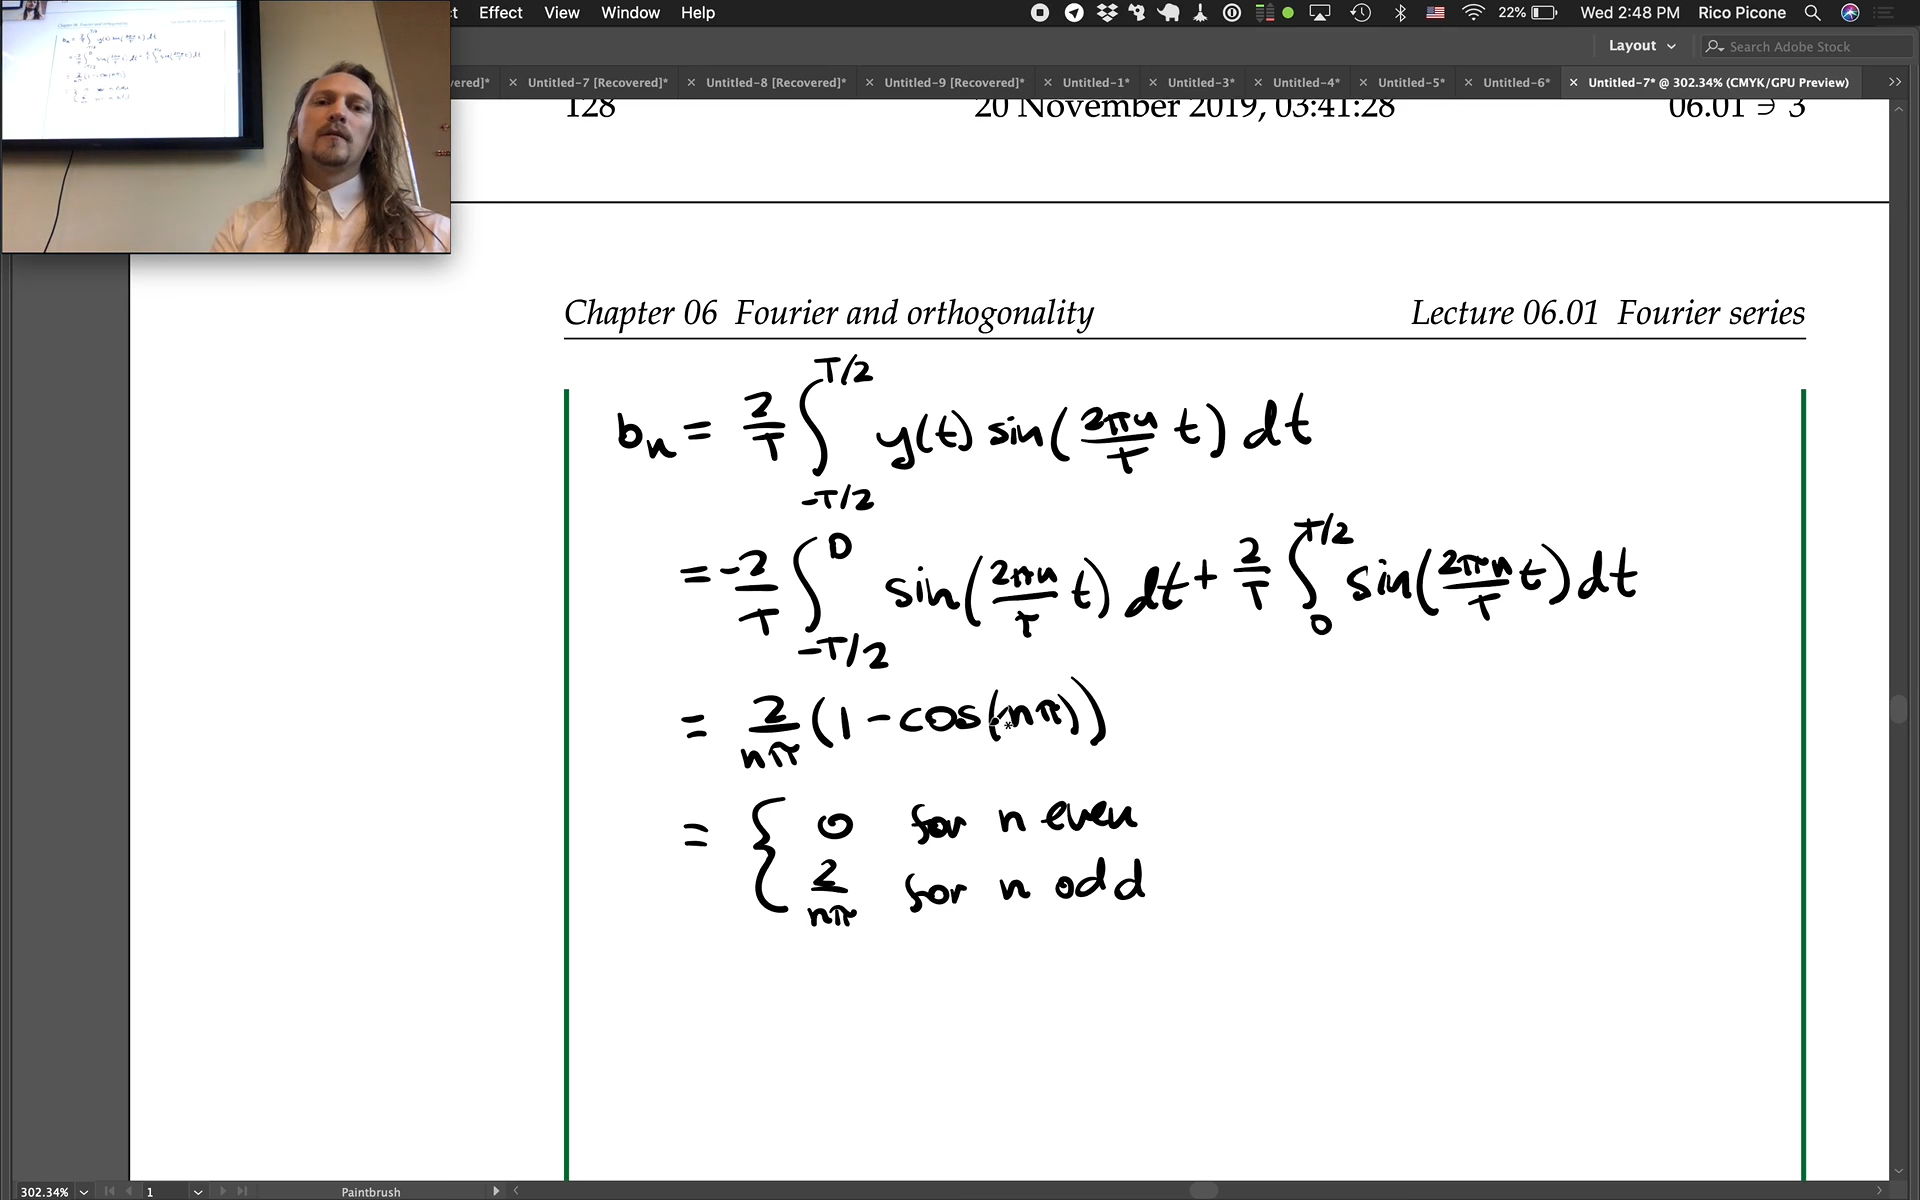 Effect View Window Help 22% Wed 2:48 PM Rico Picone
Layout Search Adobe Stock
vered]* × Untitled-7 [Recovered]* × Untitled-8 [Recovered]* × Untitled-9 [Recovered]* × Untitled-1* × Untitled-3* × Untitled-4* × Untitled-5* × Untitled-6* × Untitled-7* @ 302.34% (CMYK/GPU Preview) >>
128 20 November 2019, 03:41:28 06.01 ∋ 3
Chapter 06 Fourier and orthogonality Lecture 06.01 Fourier series
bn = 2/T ∫_{-T/2}^{T/2} y(t) sin(2πn/T t) dt
= -2/T ∫_{-T/2}^{0} sin(2πn/T t) dt + 2/T ∫_{0}^{T/2} sin(2πn/T t) dt
= 2/nπ (1 - cos(nπ))
= { 0 for n even
2/nπ for n odd
302.34% 1 Paintbrush